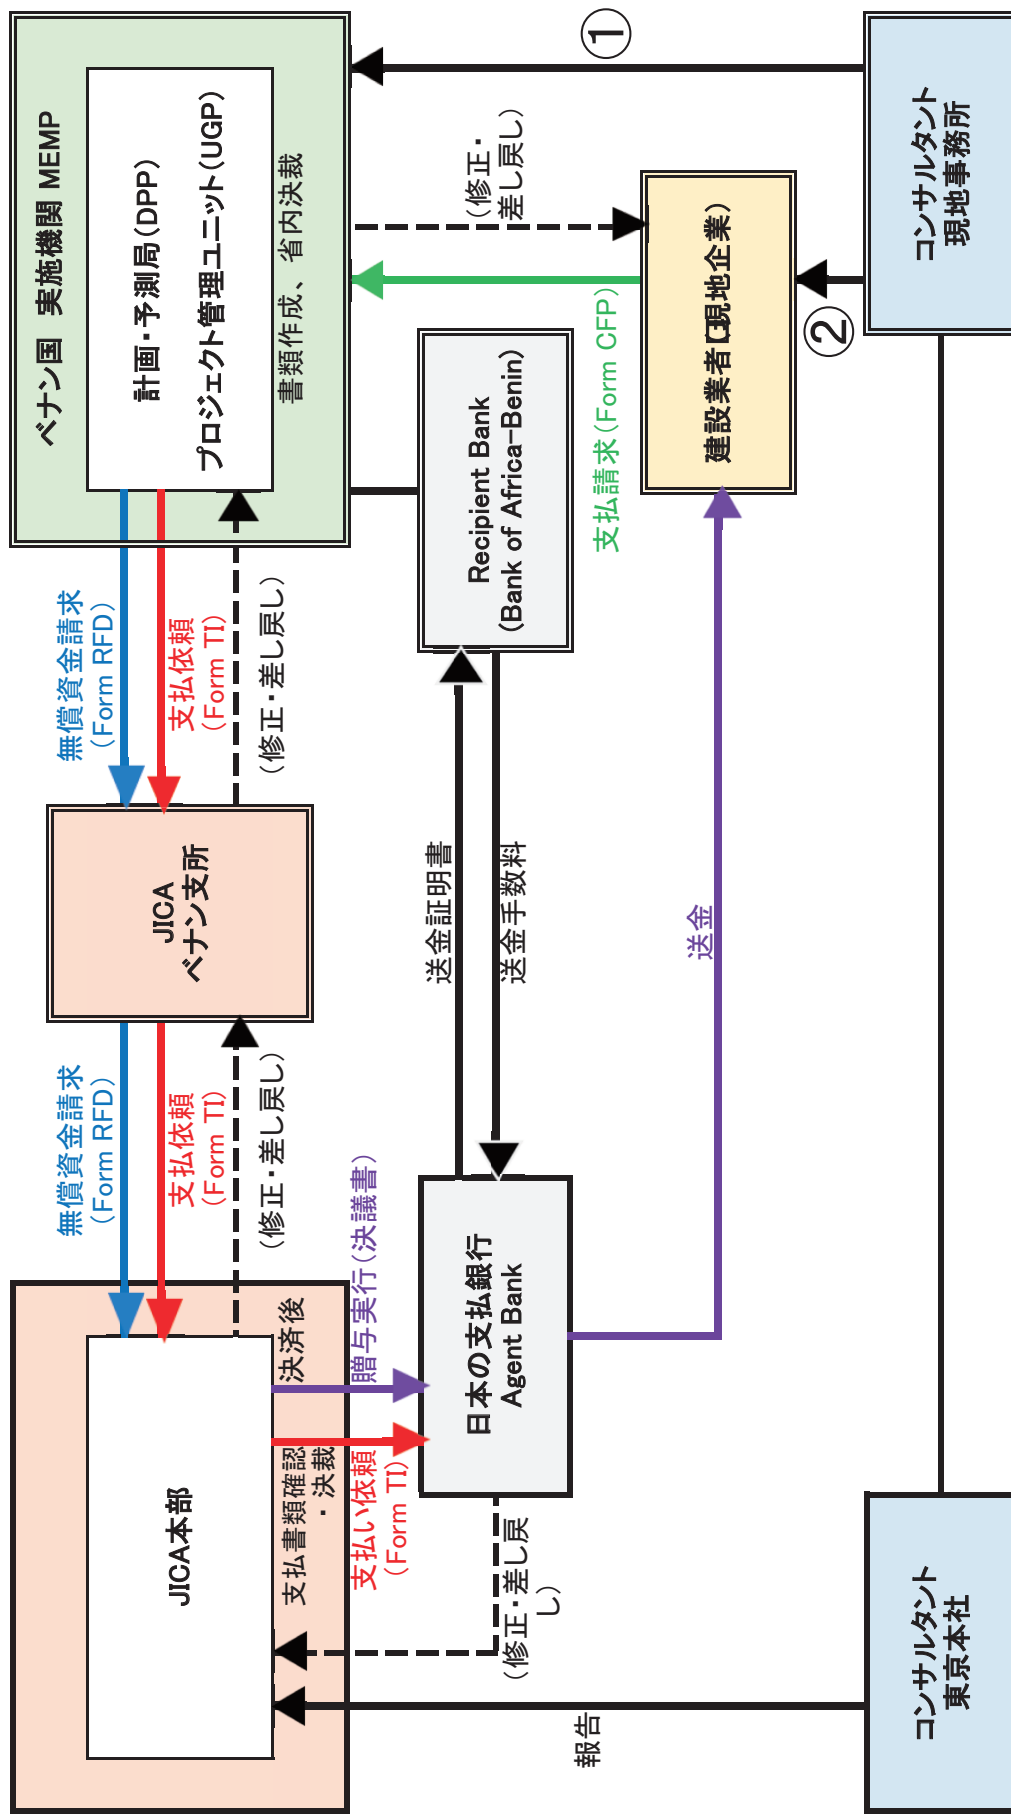 ベナン国　実施機関 MEMP
無償資金請求
(Form RFD)
無償資金請求
(Form RFD)
JICA本部
支払依頼
(Form TI)
JICA
ベナン支所
支払依頼
(Form TI)
計画・予測局(DPP)
プロジェクト管理ユニット(UGP)
(修正・差し戻し)
(修正・差し戻し)
支払書類確認
・決裁
決済後
書類作成、省内決裁
支払い依頼
(Form TI)
贈与実行(決議書)
送金証明書
日本の支払銀行
Agent Bank
送金手数料
Recipient Bank
(Bank of Africa-Benin)
(修正・
差し戻し)
(修正・差し戻
し)
報告
支払請求(Form CFP)
①
送金
建設業者(現地企業)
②
コンサルタント
東京本社
コンサルタント
現地事務所